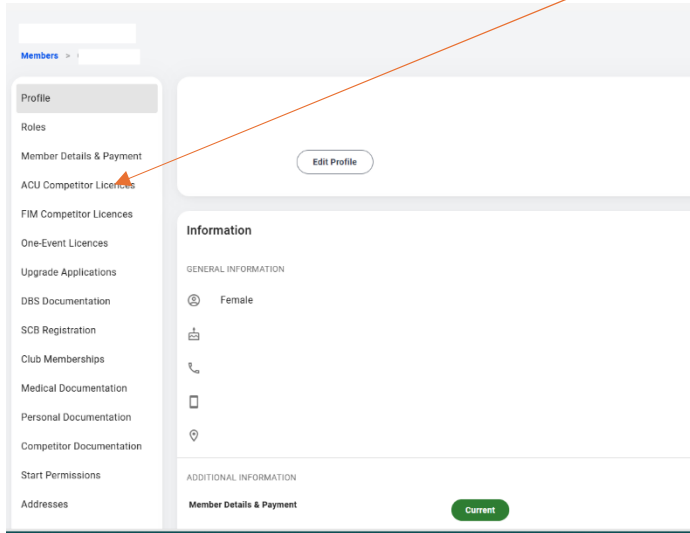 Members >
Profile
Roles
Member Details & Payment
ACU Competitor Licences
FIM Competitor Licences
One-Event Licences
Upgrade Applications
DBS Documentation
SCB Registration
Club Memberships
Medical Documentation
Personal Documentation
Competitor Documentation
Start Permissions
Addresses
Edit Profile
Information
GENERAL INFORMATION
Female
ADDITIONAL INFORMATION
Member Details & Payment Current